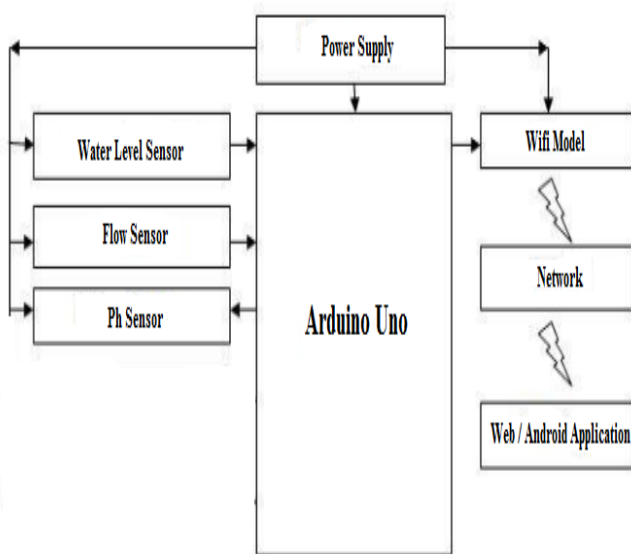 Power Supply
Water Level Sensor
Wifi Model
Flow Sensor
Network
Ph Sensor
Arduino Uno
Web / Android Application